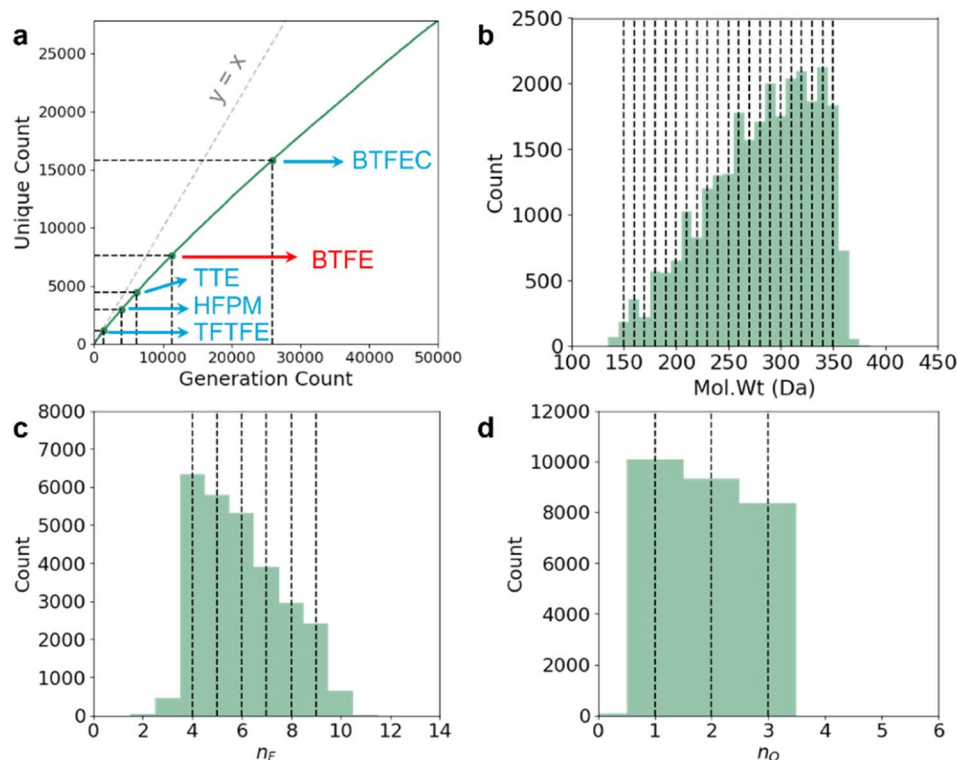 a
25000
20000
15000
10000
5000
0
Unique Count
y = x
BTFEC
BTFE
TTE
HFPM
TFTFE
0 10000 20000 30000 40000 50000
Generation Count
b
2500
2000
1500
1000
500
0
Count
100 150 200 250 300 350 400 450
Mol.Wt (Da)
c
8000
7000
6000
5000
4000
3000
2000
1000
0
Count
0 2 4 6 8 10 12 14
nF
d
12000
10000
8000
6000
4000
2000
0
Count
0 1 2 3 4 5 6
nO